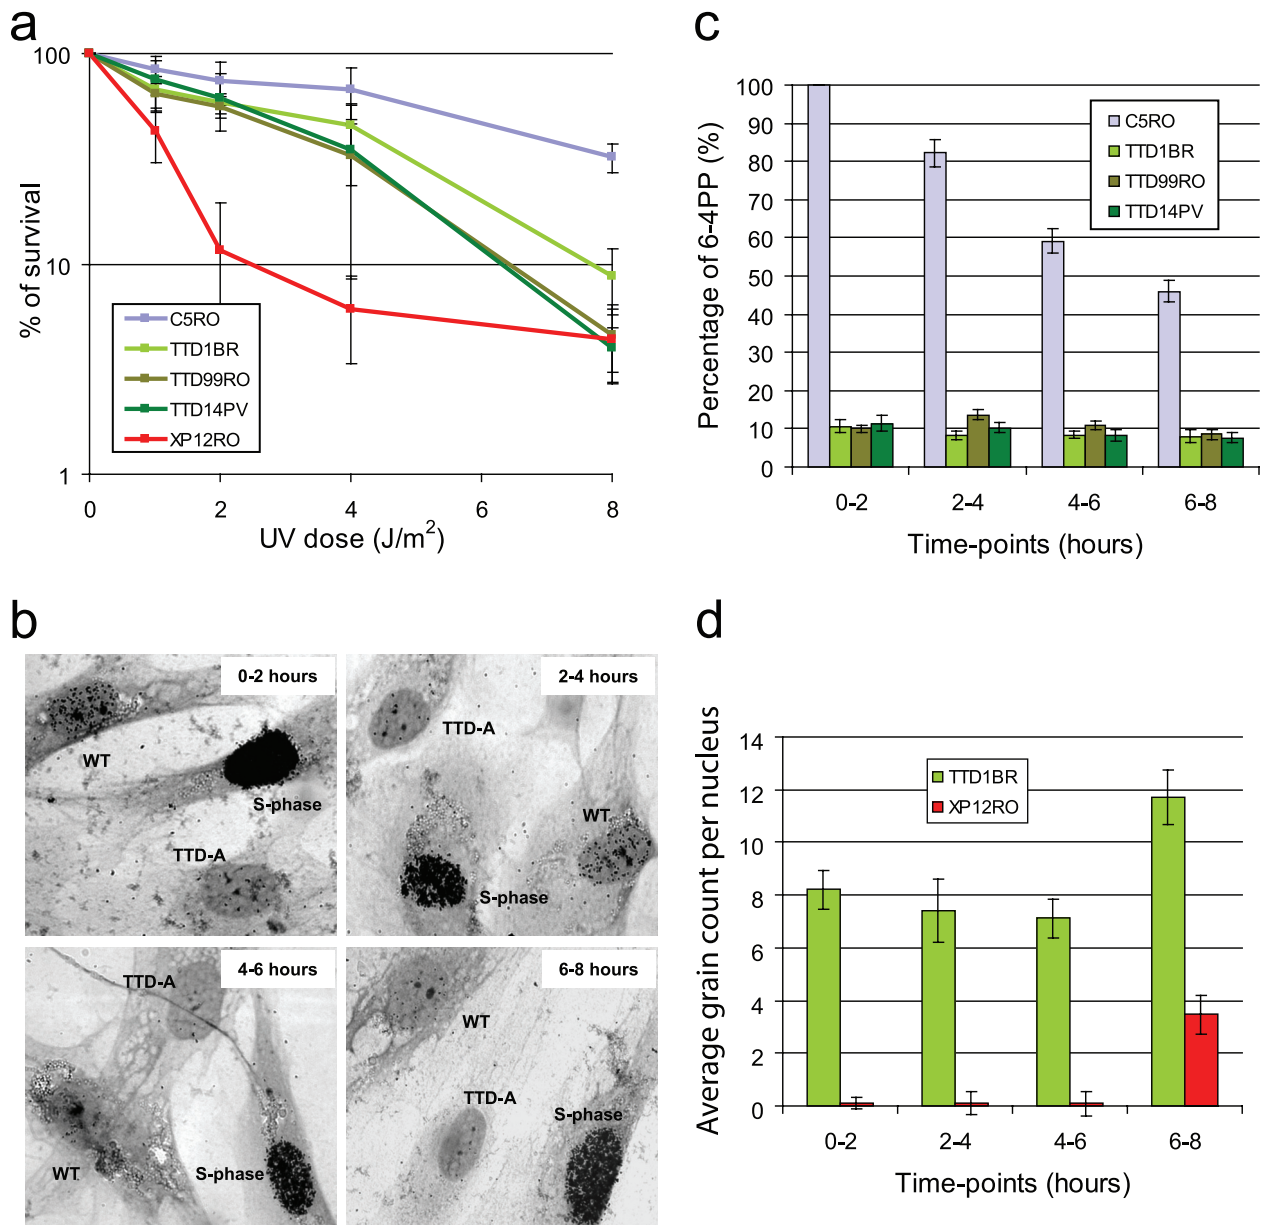 a
100
10
1
% of survival
C5RO
TTD1BR
TTD99RO
TTD14PV
XP12RO
0
2
4
6
8
UV dose (J/m²)
c
100
90
80
70
60
50
40
30
20
10
0
Percentage of 6-4PP (%)
C5RO
TTD1BR
TTD99RO
TTD14PV
0-2
2-4
4-6
6-8
Time-points (hours)
b
0-2 hours
WT
S-phase
TTD-A
2-4 hours
TTD-A
WT
S-phase
4-6 hours
TTD-A
WT
S-phase
6-8 hours
WT
TTD-A
S-phase
d
14
12
10
8
6
4
2
0
Average grain count per nucleus
TTD1BR
XP12RO
0-2
2-4
4-6
6-8
Time-points (hours)